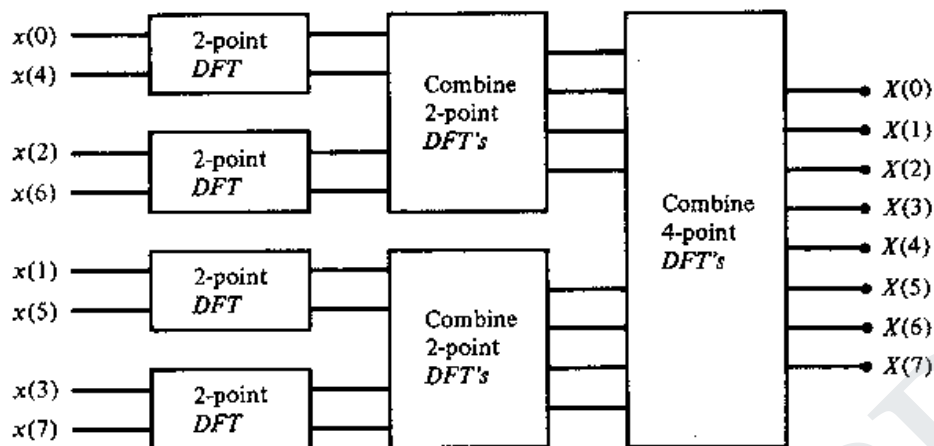 x(0)
x(4)
2-point
DFT
x(2)
x(6)
2-point
DFT
x(1)
x(5)
2-point
DFT
x(3)
x(7)
2-point
DFT
Combine
2-point
DFT's
Combine
2-point
DFT's
Combine
4-point
DFT's
X(0)
X(1)
X(2)
X(3)
X(4)
X(5)
X(6)
X(7)